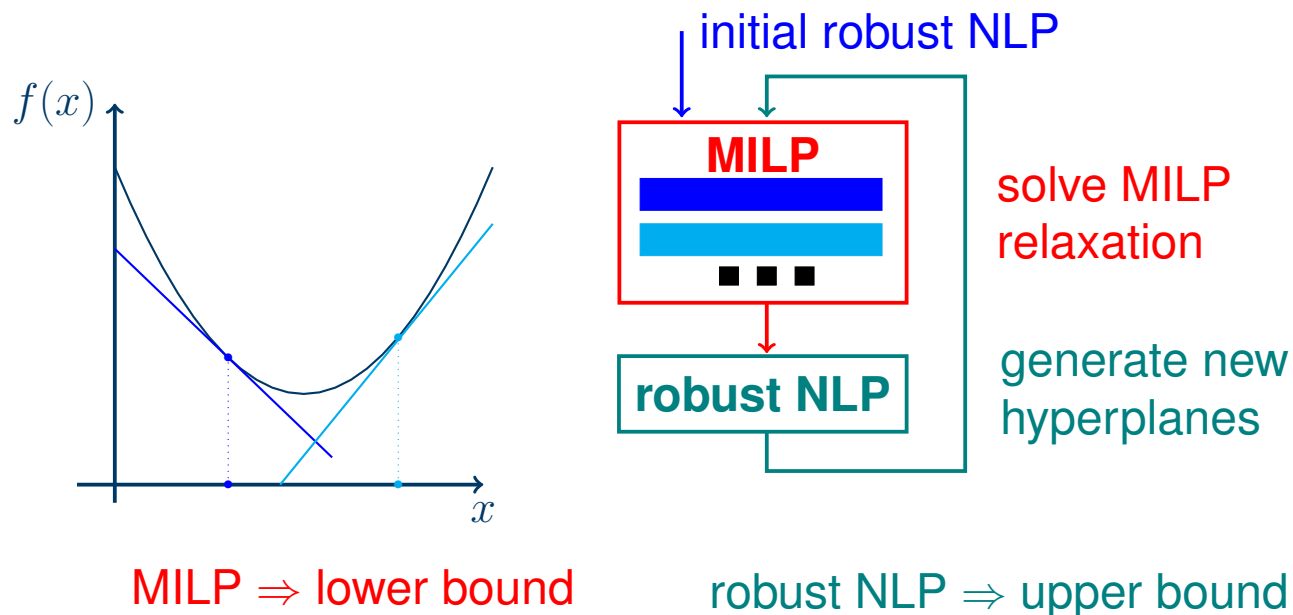 initial robust NLP
f(x)
MILP
solve MILP
relaxation
robust NLP
generate new
hyperplanes
x
MILP ⇒ lower bound
robust NLP ⇒ upper bound